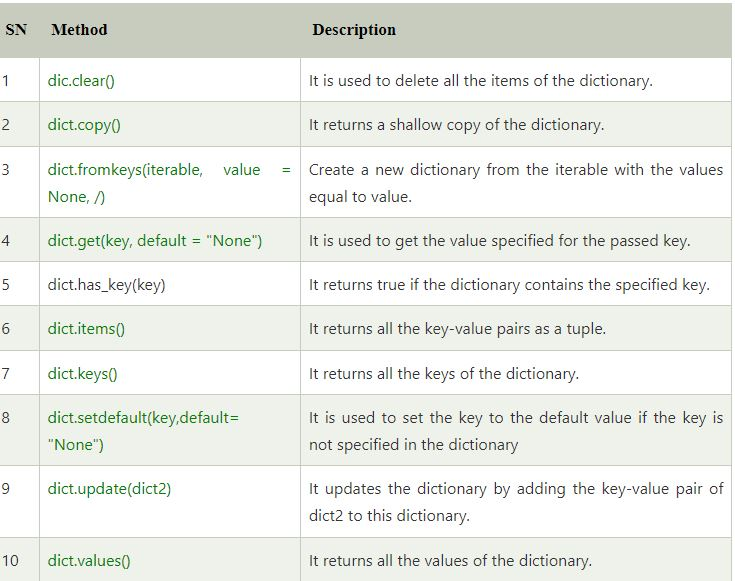 SN Method Description
1 dic.clear() It is used to delete all the items of the dictionary.
2 dict.copy() It returns a shallow copy of the dictionary.
3 dict.fromkeys(iterable, value = Create a new dictionary from the iterable with the values
None, /) equal to value.
4 dict.get(key, default = "None") It is used to get the value specified for the passed key.
5 dict.has_key(key) It returns true if the dictionary contains the specified key.
6 dict.items() It returns all the key-value pairs as a tuple.
7 dict.keys() It returns all the keys of the dictionary.
8 dict.setdefault(key,default= It is used to set the key to the default value if the key is
"None") not specified in the dictionary
9 dict.update(dict2) It updates the dictionary by adding the key-value pair of
dict2 to this dictionary.
10 dict.values() It returns all the values of the dictionary.